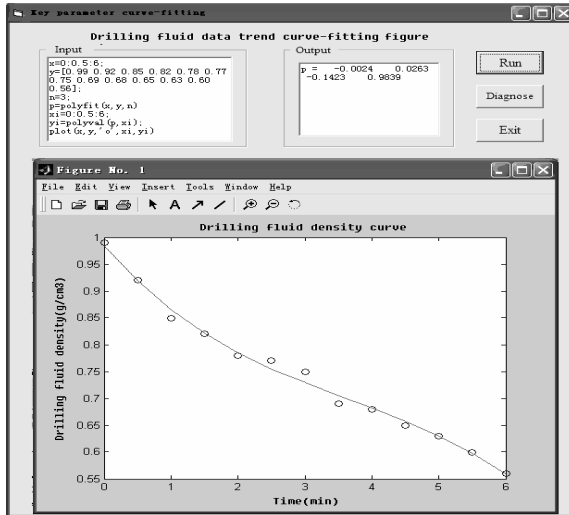 Key parameter curve-fitting
Drilling fluid data trend curve-fitting figure
Input
x=0:0.5:6;
y=[0.99 0.92 0.85 0.82 0.78 0.77
0.75 0.69 0.68 0.65 0.63 0.60
0.56];
n=3;
p=polyfit(x,y,n)
xi=0:0.5:6;
yi=polyval(p,xi);
plot(x,y,'o',xi,yi)
Output
p = -0.0024 0.0263
-0.1423 0.9839
Run
Diagnose
Exit
Figure No. 1
File Edit View Insert Tools Window Help
A
Drilling fluid density curve
Drilling fluid density(g/cm3)
1
0.95
0.9
0.85
0.8
0.75
0.7
0.65
0.6
0.55
0 1 2 3 4 5 6
Time(min)